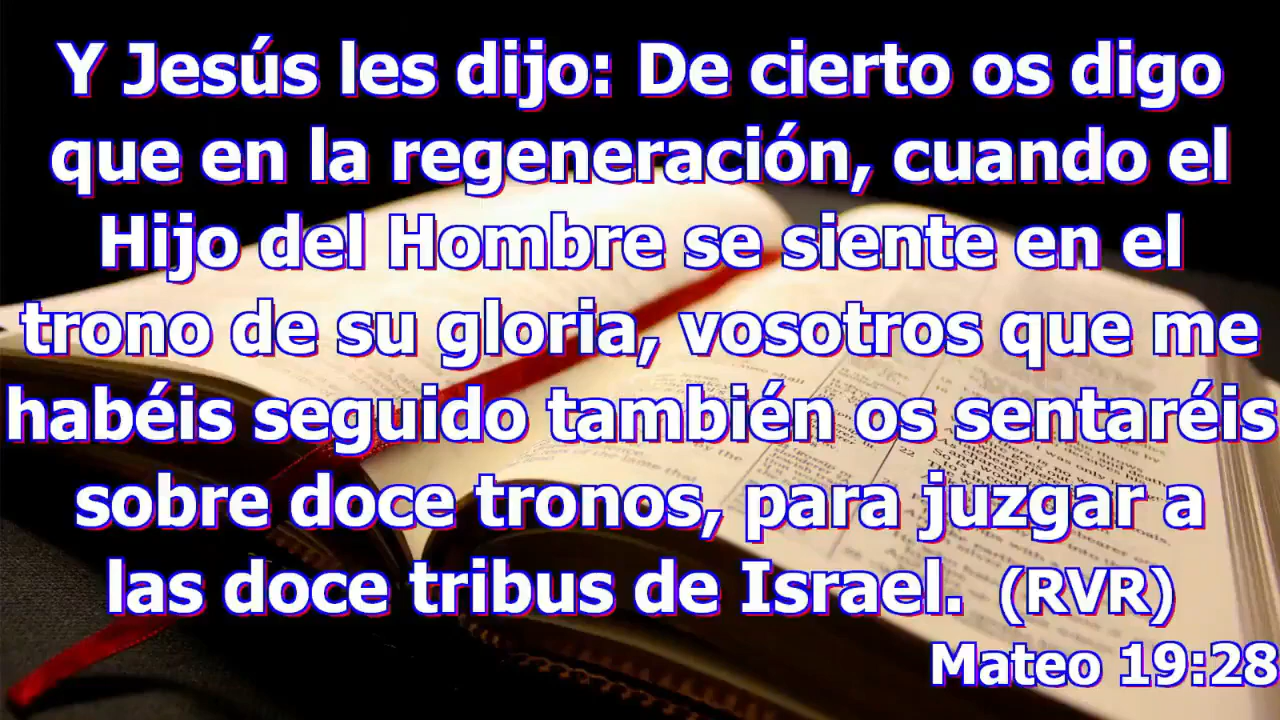 Y Jesús les dijo: De cierto os digo
que en la regeneración, cuando el
Hijo del Hombre se siente en el
trono de su gloria, vosotros que me
habéis seguido también os sentaréis
sobre doce tronos, para juzgar a
las doce tribus de Israel. (RVR)
Mateo 19:28